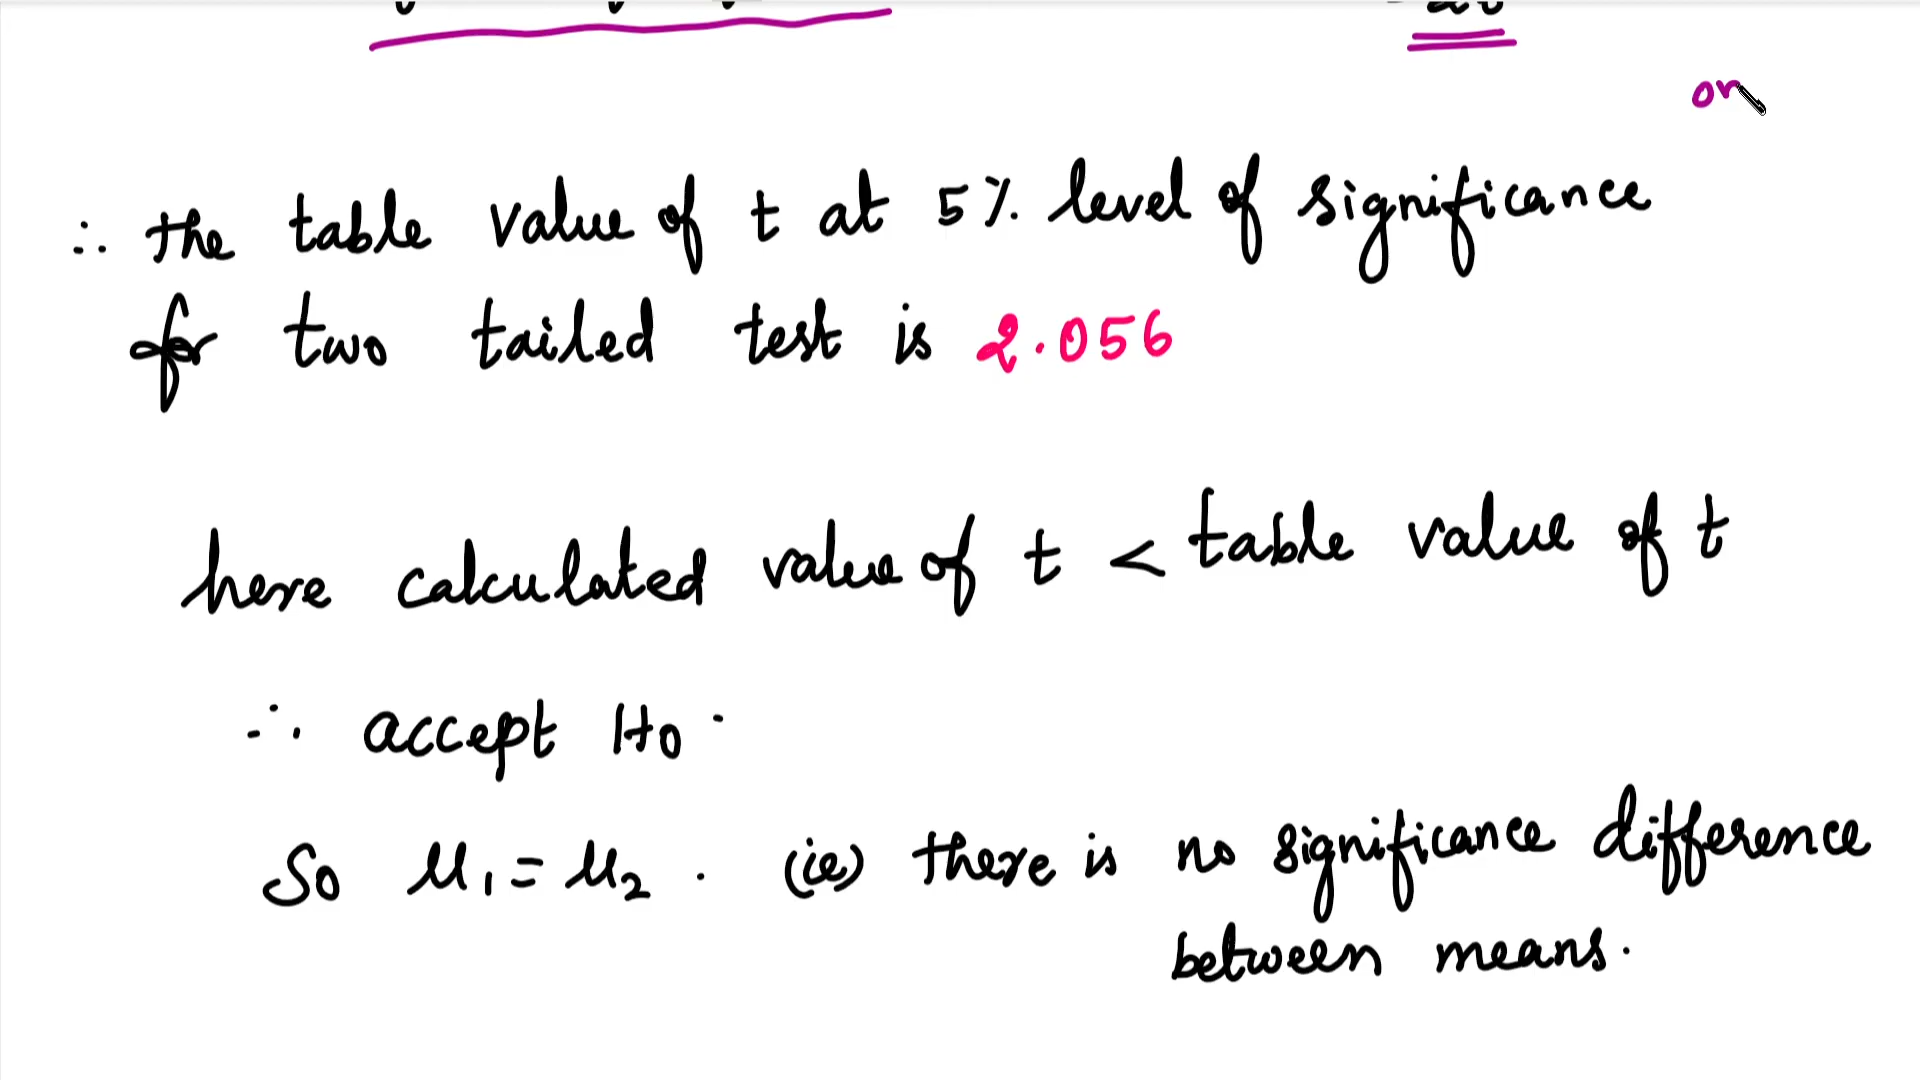 or
∴ the table value of t at 5% level of significance
for two tailed test is 2.056
here calculated value of t < table value of t
∴ accept H0.
So μ1 = μ2. (ie) there is no significance difference
between means.